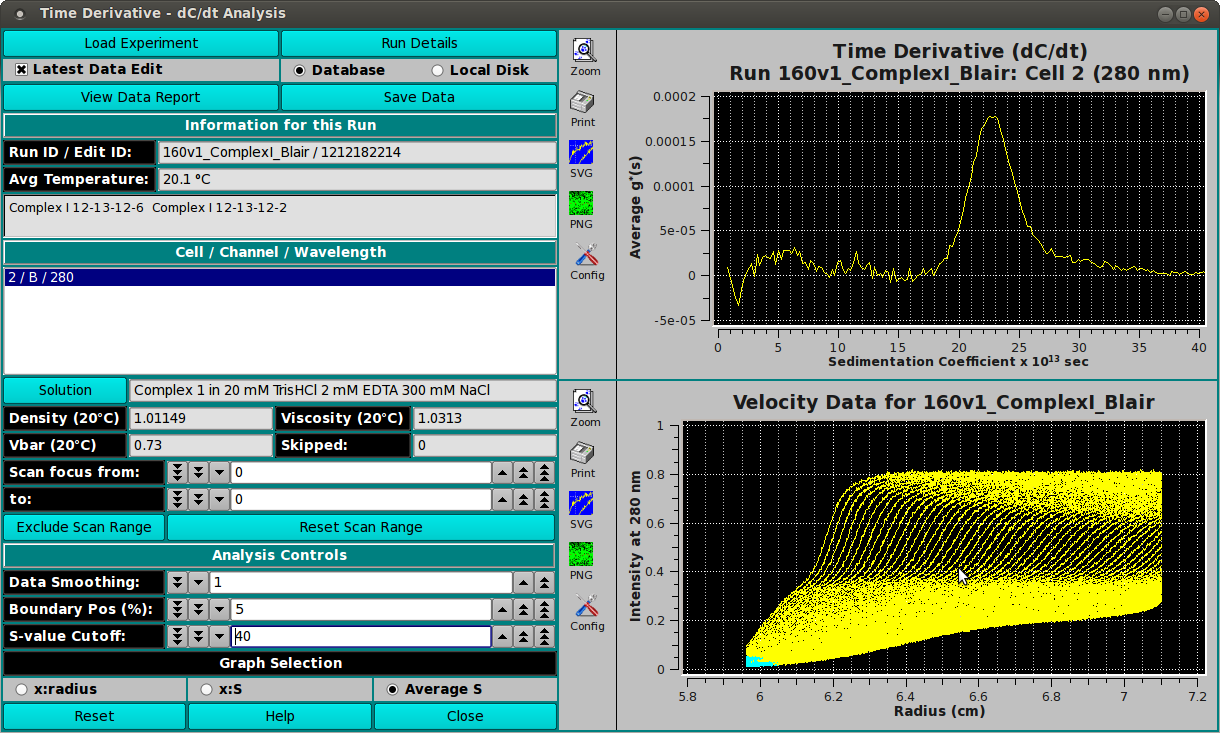 Time Derivative - dC/dt Analysis
Load Experiment
Run Details
Latest Data Edit
Database
Local Disk
View Data Report
Save Data
Information for this Run
Run ID / Edit ID:
160v1_ComplexI_Blair / 1212182214
Avg Temperature:
20.1 °C
Complex I 12-13-12-6 Complex I 12-13-12-2
Cell / Channel / Wavelength
2 / B / 280
Solution
Complex 1 in 20 mM TrisHCl 2 mM EDTA 300 mM NaCl
Density (20°C)
1.01149
Viscosity (20°C)
1.0313
Vbar (20°C)
0.73
Skipped:
0
Scan focus from:
0
to:
0
Exclude Scan Range
Reset Scan Range
Analysis Controls
Data Smoothing:
1
Boundary Pos (%):
5
S-value Cutoff:
40
Graph Selection
x:radius
x:S
Average S
Reset
Help
Close
Zoom
Print
SVG
PNG
Config
Time Derivative (dC/dt)
Run 160v1_ComplexI_Blair: Cell 2 (280 nm)
Average g*(s)
0.0002
0.00015
0.0001
5e-05
0
-5e-05
0 5 10 15 20 25 30 35 40
Sedimentation Coefficient x 10¹³ sec
Zoom
Print
SVG
PNG
Config
Velocity Data for 160v1_ComplexI_Blair
Intensity at 280 nm
1
0.8
0.6
0.4
0.2
0
5.8 6 6.2 6.4 6.6 6.8 7 7.2
Radius (cm)